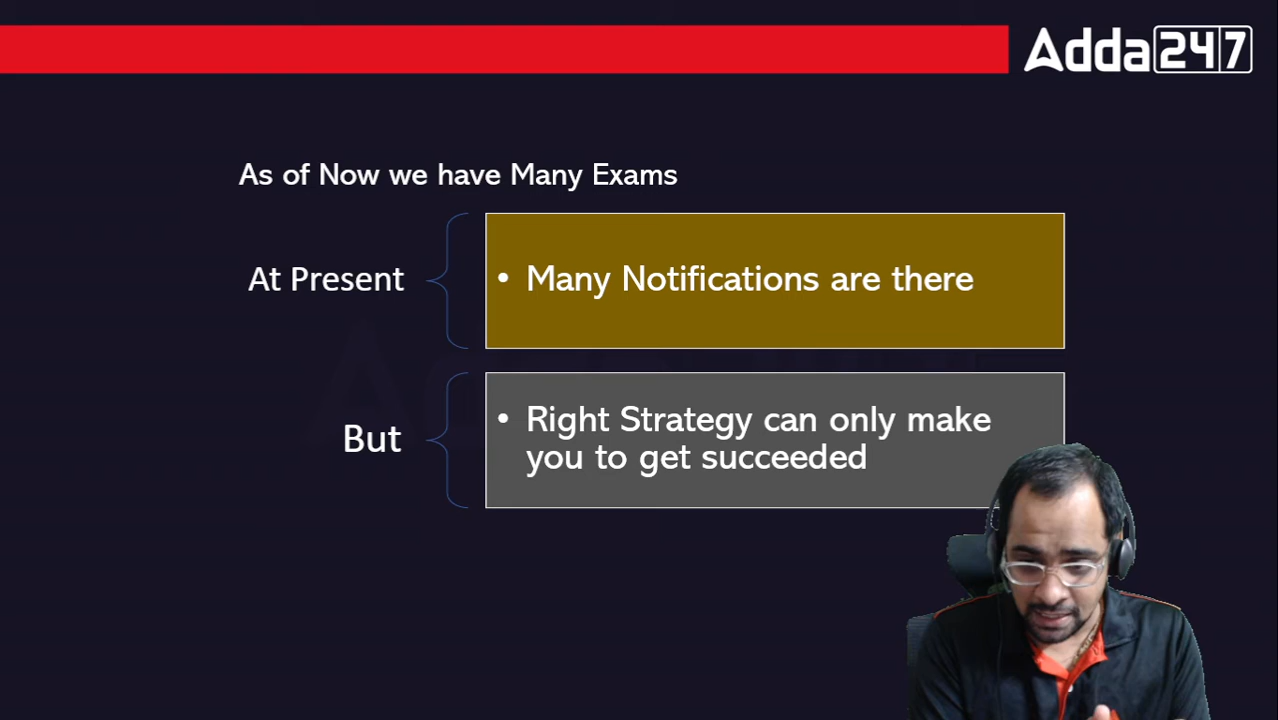 Adda247
As of Now we have Many Exams
At Present
• Many Notifications are there
But
• Right Strategy can only make
you to get succeeded